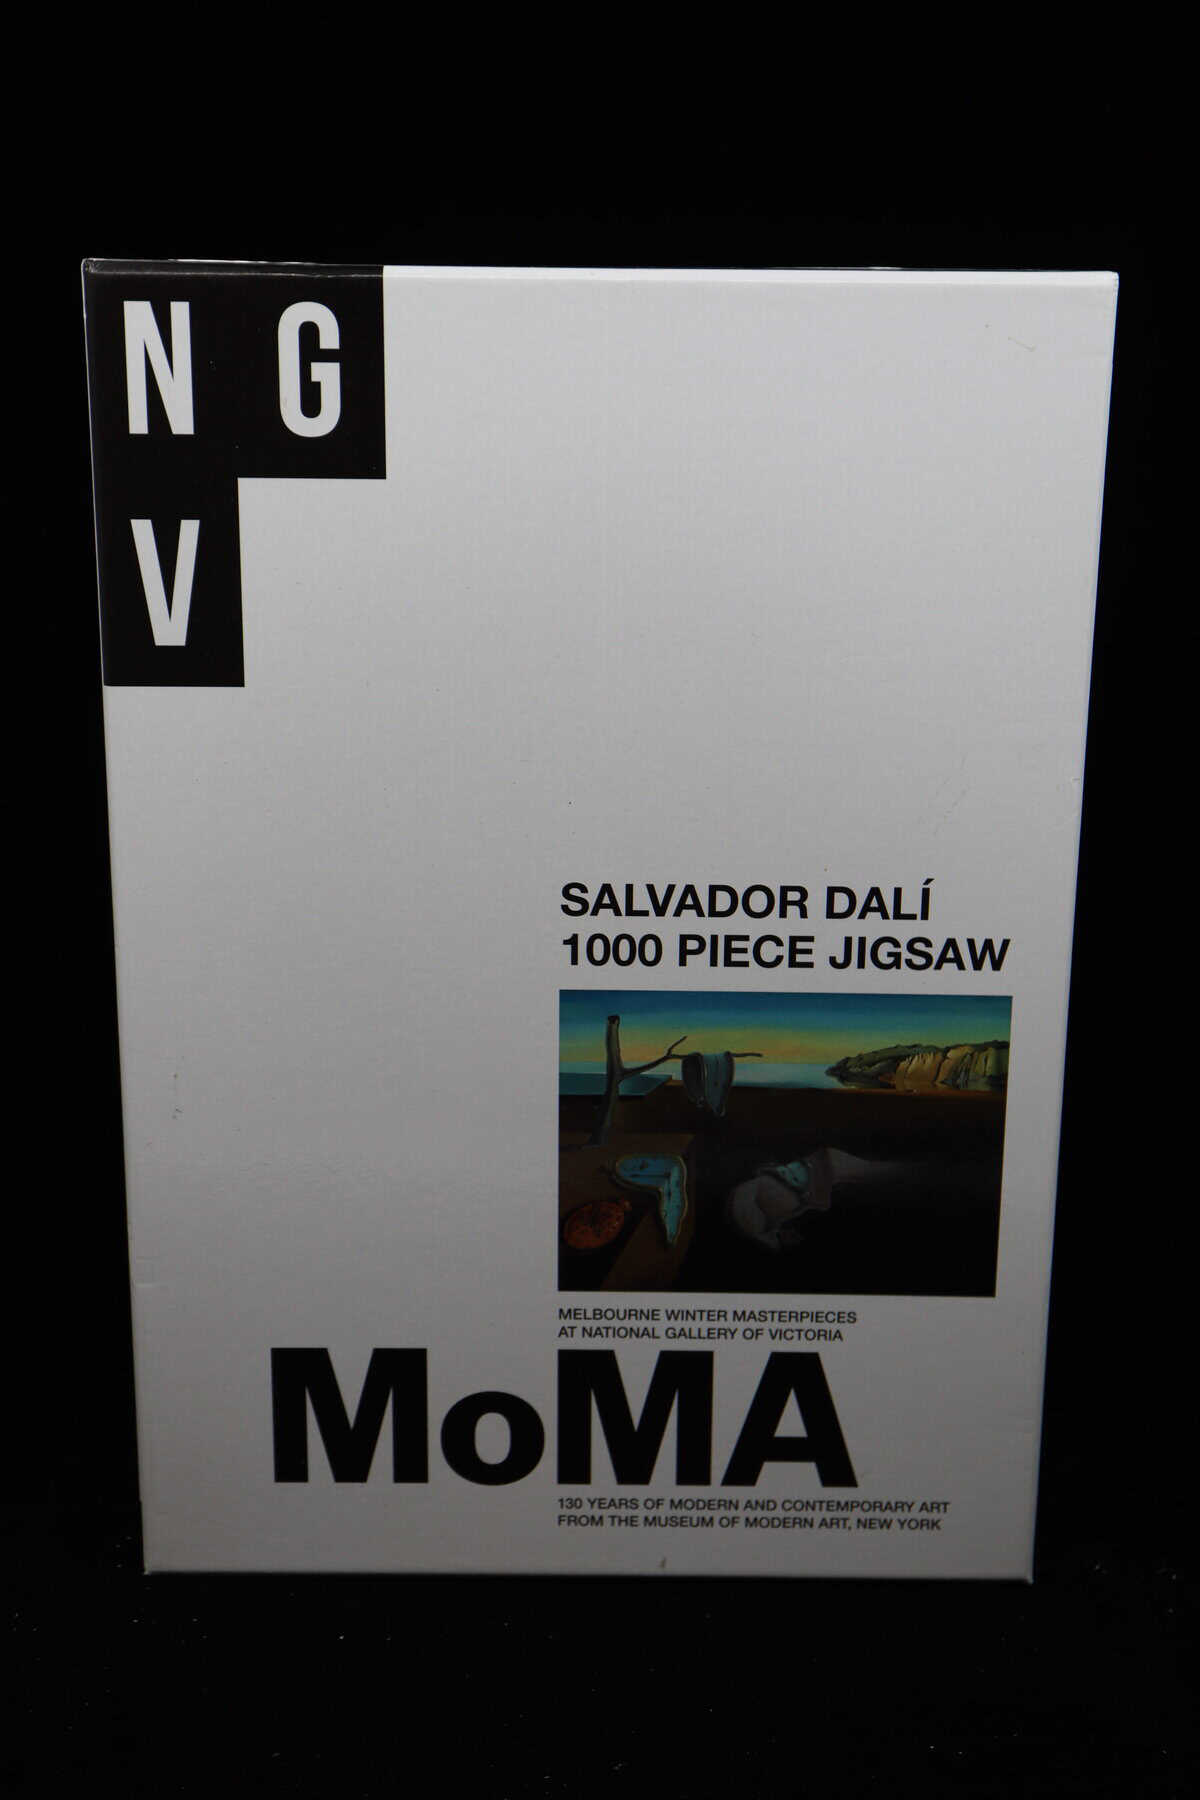 N G
V
SALVADOR DALÍ
1000 PIECE JIGSAW
MELBOURNE WINTER MASTERPIECES
AT NATIONAL GALLERY OF VICTORIA
MoMA
130 YEARS OF MODERN AND CONTEMPORARY ART
FROM THE MUSEUM OF MODERN ART, NEW YORK